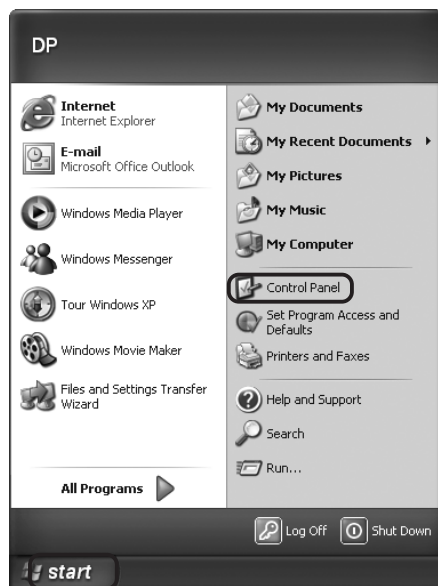 DP
Internet
Internet Explorer
E-mail
Microsoft Office Outlook
Windows Media Player
Windows Messenger
Tour Windows XP
Windows Movie Maker
Files and Settings Transfer
Wizard
All Programs
My Documents
My Recent Documents
My Pictures
My Music
My Computer
Control Panel
Set Program Access and
Defaults
Printers and Faxes
Help and Support
Search
Run...
Log Off
Shut Down
start